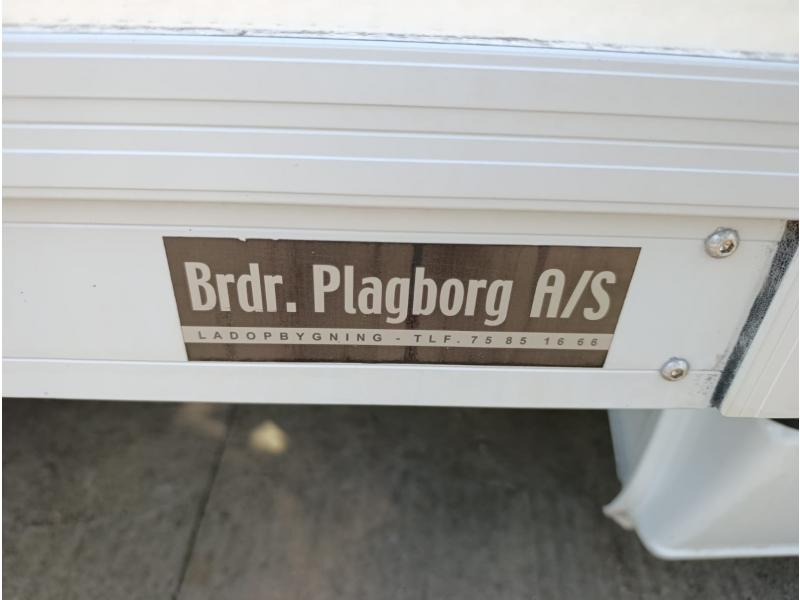 Brdr. Plagborg A/S
LADOPBYGNING - TLF. 75 85 16 66